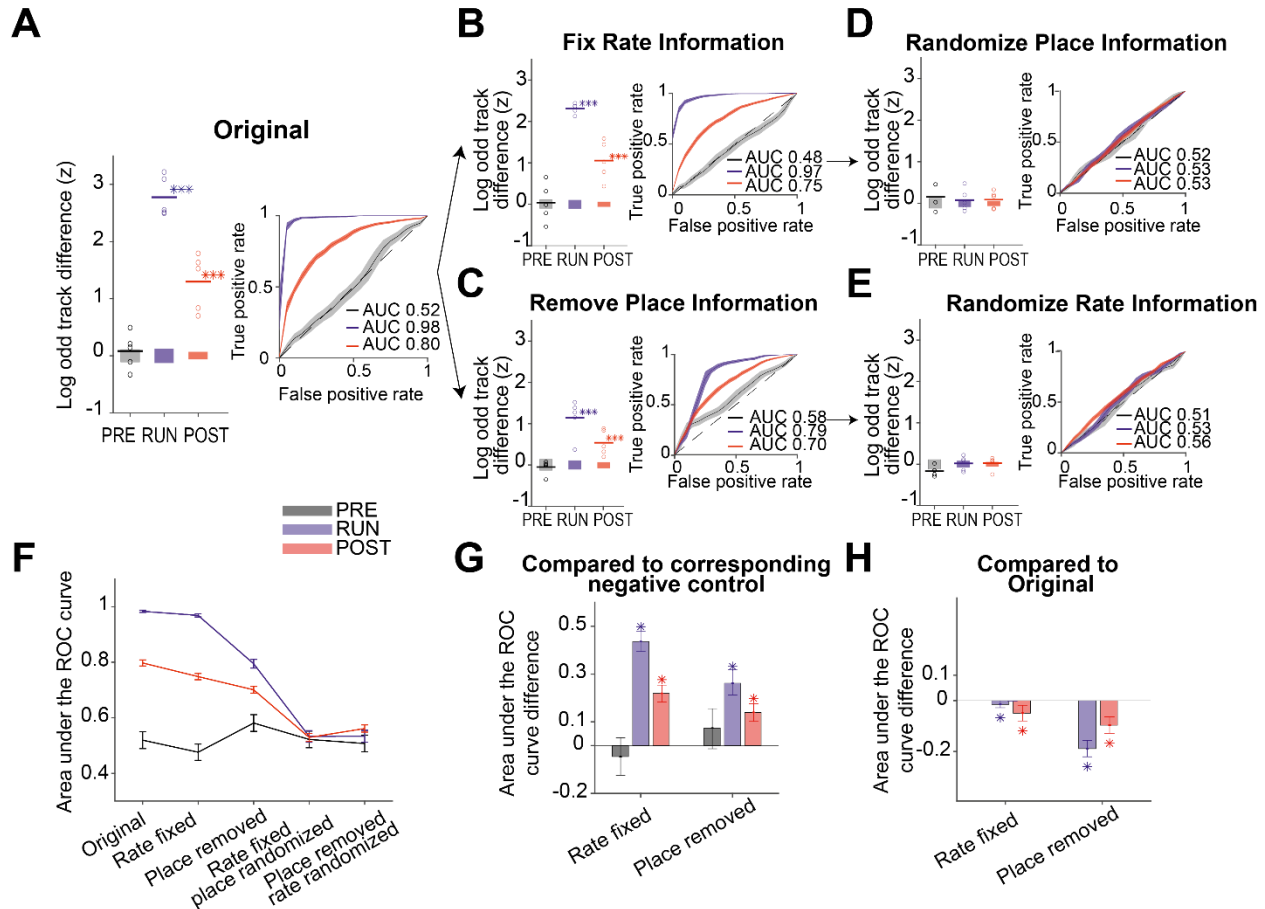 A
Original
Log odd track difference (z)
3
2
1
0
-1
PRE RUN POST
***
***
True positive rate
1
0.5
0
0 0.5 1
False positive rate
AUC 0.52
AUC 0.98
AUC 0.80
B
Fix Rate Information
Log odd track
difference (z)
3
2
1
0
-1
PRE RUN POST
***
***
True positive rate
1
0.5
0
0 0.5 1
False positive rate
AUC 0.48
AUC 0.97
AUC 0.75
D
Randomize Place Information
Log odd track
difference (z)
3
2
1
0
-1
PRE RUN POST
True positive rate
1
0.5
0
0 0.5 1
False positive rate
AUC 0.52
AUC 0.53
AUC 0.53
C
Remove Place Information
Log odd track
difference (z)
3
2
1
0
-1
PRE RUN POST
***
***
True positive rate
1
0.5
0
0 0.5 1
False positive rate
AUC 0.58
AUC 0.79
AUC 0.70
E
Randomize Rate Information
Log odd track
difference (z)
3
2
1
0
-1
PRE RUN POST
True positive rate
1
0.5
0
0 0.5 1
False positive rate
AUC 0.51
AUC 0.53
AUC 0.56
PRE
RUN
POST
F
Area under the ROC curve
1
0.8
0.6
0.4
Original
Rate fixed
Place removed
Rate fixed
place randomized
Place removed
rate randomized
G
Compared to corresponding
negative control
Area under the ROC
curve difference
0.5
0.3
0.1
0
-0.2
*
*
*
*
Rate fixed
Place removed
H
Compared to
Original
Area under the ROC
curve difference
0.1
0
-0.2
*
*
*
*
Rate fixed
Place removed